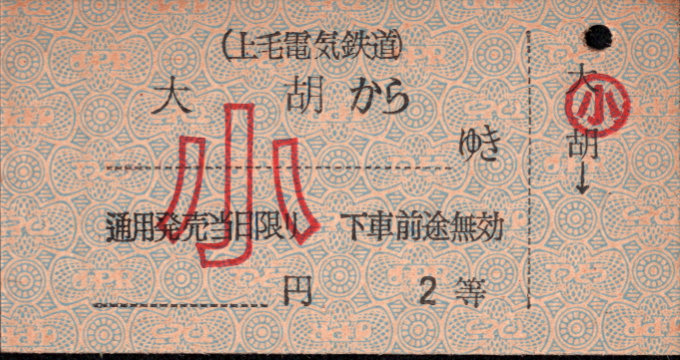 (上毛電気鉄道)
大胡から
ゆき
小
通用発売当日限り 下車前途無効
円 2等
大胡→
小